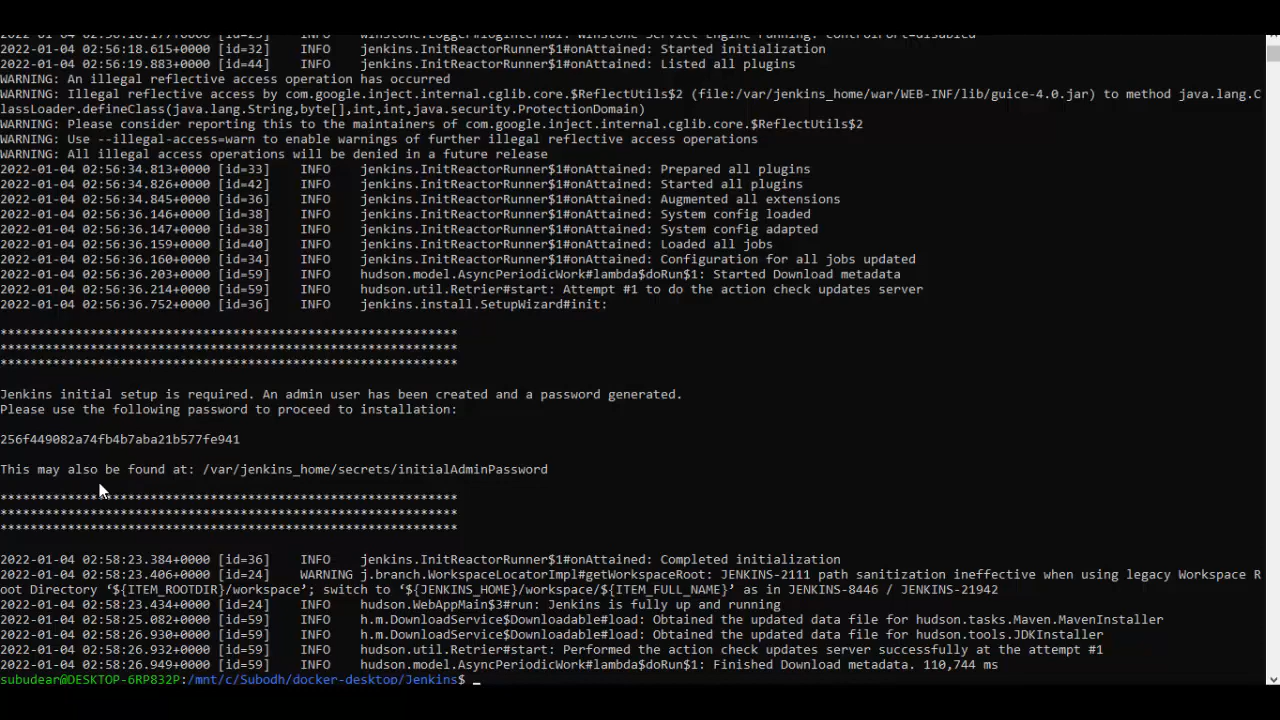 2022-01-04 02:56:18.177+0000 [id=25]    INFO    winstone.Logger#logInternal: Winstone Servlet Engine running: controlPort=disabled
2022-01-04 02:56:18.615+0000 [id=32]    INFO    jenkins.InitReactorRunner$1#onAttained: Started initialization
2022-01-04 02:56:19.883+0000 [id=44]    INFO    jenkins.InitReactorRunner$1#onAttained: Listed all plugins
WARNING: An illegal reflective access operation has occurred
WARNING: Illegal reflective access by com.google.inject.internal.cglib.core.$ReflectUtils$2 (file:/var/jenkins_home/war/WEB-INF/lib/guice-4.0.jar) to method java.lang.C
lassLoader.defineClass(java.lang.String,byte[],int,int,java.security.ProtectionDomain)
WARNING: Please consider reporting this to the maintainers of com.google.inject.internal.cglib.core.$ReflectUtils$2
WARNING: Use --illegal-access=warn to enable warnings of further illegal reflective access operations
WARNING: All illegal access operations will be denied in a future release
2022-01-04 02:56:34.813+0000 [id=33]    INFO    jenkins.InitReactorRunner$1#onAttained: Prepared all plugins
2022-01-04 02:56:34.826+0000 [id=42]    INFO    jenkins.InitReactorRunner$1#onAttained: Started all plugins
2022-01-04 02:56:34.845+0000 [id=36]    INFO    jenkins.InitReactorRunner$1#onAttained: Augmented all extensions
2022-01-04 02:56:36.146+0000 [id=38]    INFO    jenkins.InitReactorRunner$1#onAttained: System config loaded
2022-01-04 02:56:36.147+0000 [id=38]    INFO    jenkins.InitReactorRunner$1#onAttained: System config adapted
2022-01-04 02:56:36.159+0000 [id=40]    INFO    jenkins.InitReactorRunner$1#onAttained: Loaded all jobs
2022-01-04 02:56:36.160+0000 [id=34]    INFO    jenkins.InitReactorRunner$1#onAttained: Configuration for all jobs updated
2022-01-04 02:56:36.203+0000 [id=59]    INFO    hudson.model.AsyncPeriodicWork#lambda$doRun$1: Started Download metadata
2022-01-04 02:56:36.214+0000 [id=59]    INFO    hudson.util.Retrier#start: Attempt #1 to do the action check updates server
2022-01-04 02:56:36.752+0000 [id=36]    INFO    jenkins.install.SetupWizard#init:
*************************************************************
*************************************************************
*************************************************************
Jenkins initial setup is required. An admin user has been created and a password generated.
Please use the following password to proceed to installation:
256f449082a74fb4b7aba21b577fe941
This may also be found at: /var/jenkins_home/secrets/initialAdminPassword
*************************************************************
*************************************************************
*************************************************************
2022-01-04 02:58:23.384+0000 [id=36]    INFO    jenkins.InitReactorRunner$1#onAttained: Completed initialization
2022-01-04 02:58:23.406+0000 [id=24]    WARNING j.branch.WorkspaceLocatorImpl#getWorkspaceRoot: JENKINS-2111 path sanitization ineffective when using legacy Workspace R
oot Directory ‘${ITEM_ROOTDIR}/workspace’; switch to ‘${JENKINS_HOME}/workspace/${ITEM_FULL_NAME}’ as in JENKINS-8446 / JENKINS-21942
2022-01-04 02:58:23.434+0000 [id=24]    INFO    hudson.WebAppMain$3#run: Jenkins is fully up and running
2022-01-04 02:58:25.082+0000 [id=59]    INFO    h.m.DownloadService$Downloadable#load: Obtained the updated data file for hudson.tasks.Maven.MavenInstaller
2022-01-04 02:58:26.930+0000 [id=59]    INFO    h.m.DownloadService$Downloadable#load: Obtained the updated data file for hudson.tools.JDKInstaller
2022-01-04 02:58:26.932+0000 [id=59]    INFO    hudson.util.Retrier#start: Performed the action check updates server successfully at the attempt #1
2022-01-04 02:58:26.949+0000 [id=59]    INFO    hudson.model.AsyncPeriodicWork#lambda$doRun$1: Finished Download metadata. 110,744 ms
subudear@DESKTOP-6RP832P:/mnt/c/Subodh/docker-desktop/Jenkins$ _